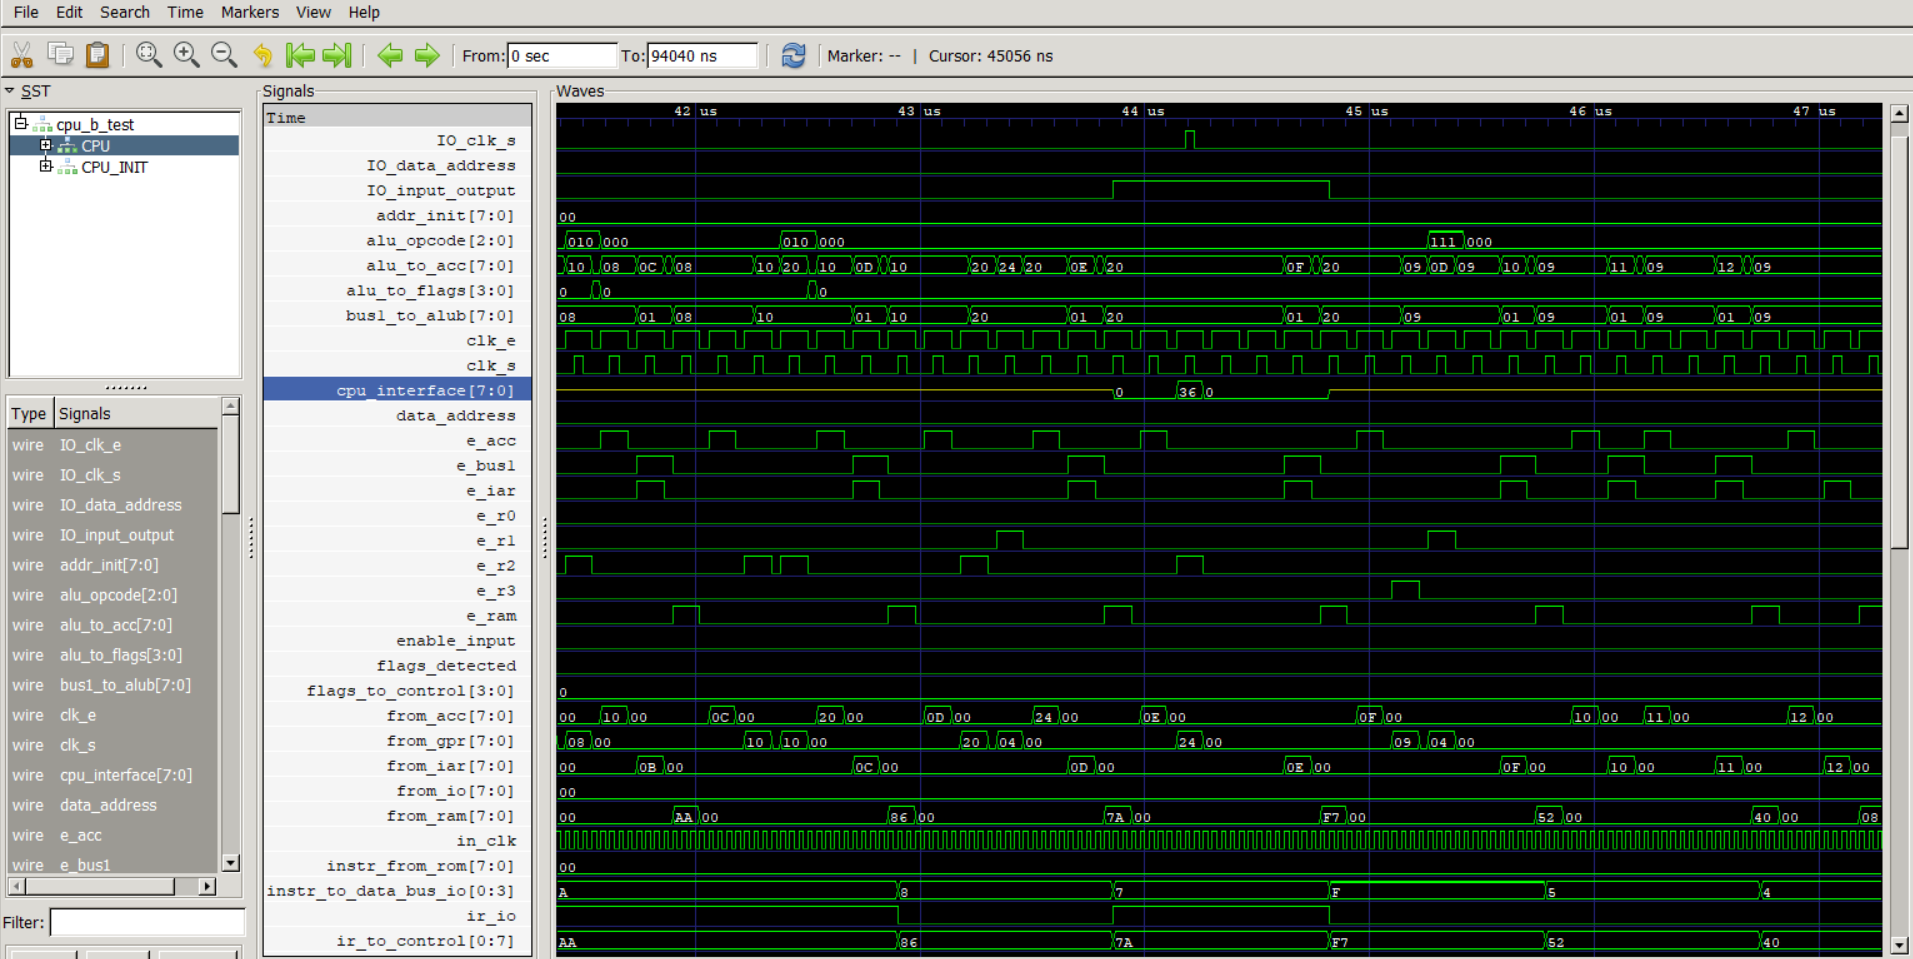 File Edit Search Time Markers View Help
From: 0 sec To: 94040 ns Marker: -- | Cursor: 45056 ns
SST
cpu_b_test
CPU
CPU_INIT
Type Signals
wire IO_clk_e
wire IO_clk_s
wire IO_data_address
wire IO_input_output
wire addr_init[7:0]
wire alu_opcode[2:0]
wire alu_to_acc[7:0]
wire alu_to_flags[3:0]
wire bus1_to_alub[7:0]
wire clk_e
wire clk_s
wire cpu_interface[7:0]
wire data_address
wire e_acc
wire e_bus1
Filter:
Signals
Time
IO_clk_s
IO_data_address
IO_input_output
addr_init[7:0]
alu_opcode[2:0]
alu_to_acc[7:0]
alu_to_flags[3:0]
bus1_to_alub[7:0]
clk_e
clk_s
cpu_interface[7:0]
data_address
e_acc
e_bus1
e_iar
e_r0
e_r1
e_r2
e_r3
e_ram
enable_input
flags_detected
flags_to_control[3:0]
from_acc[7:0]
from_gpr[7:0]
from_iar[7:0]
from_io[7:0]
from_ram[7:0]
in_clk
instr_from_rom[7:0]
instr_to_data_bus_io[0:3]
ir_io
ir_to_control[0:7]
Waves
42 us 43 us 44 us 45 us 46 us 47 us
00
010 000 010 000 111 000
10 08 0C 08 10 20 10 0D 10 20 24 20 0E 20 0F 20 09 0D 09 10 09 11 09 12 09
0 0 0
08 01 08 10 01 10 20 01 20 01 20 09 01 09 01 09 01 09
0 36 0
0
00 10 00 0C 00 20 00 0D 00 24 00 0E 00 0F 00 10 00 11 00 12 00
08 00 10 10 00 20 04 00 24 00 09 04 00
00 0B 00 0C 00 0D 00 0E 00 0F 00 10 00 11 00 12 00
00
00 AA 00 86 00 7A 00 F7 00 52 00 40 00 08
00
A 8 7 F 5 4
AA 86 7A F7 52 40